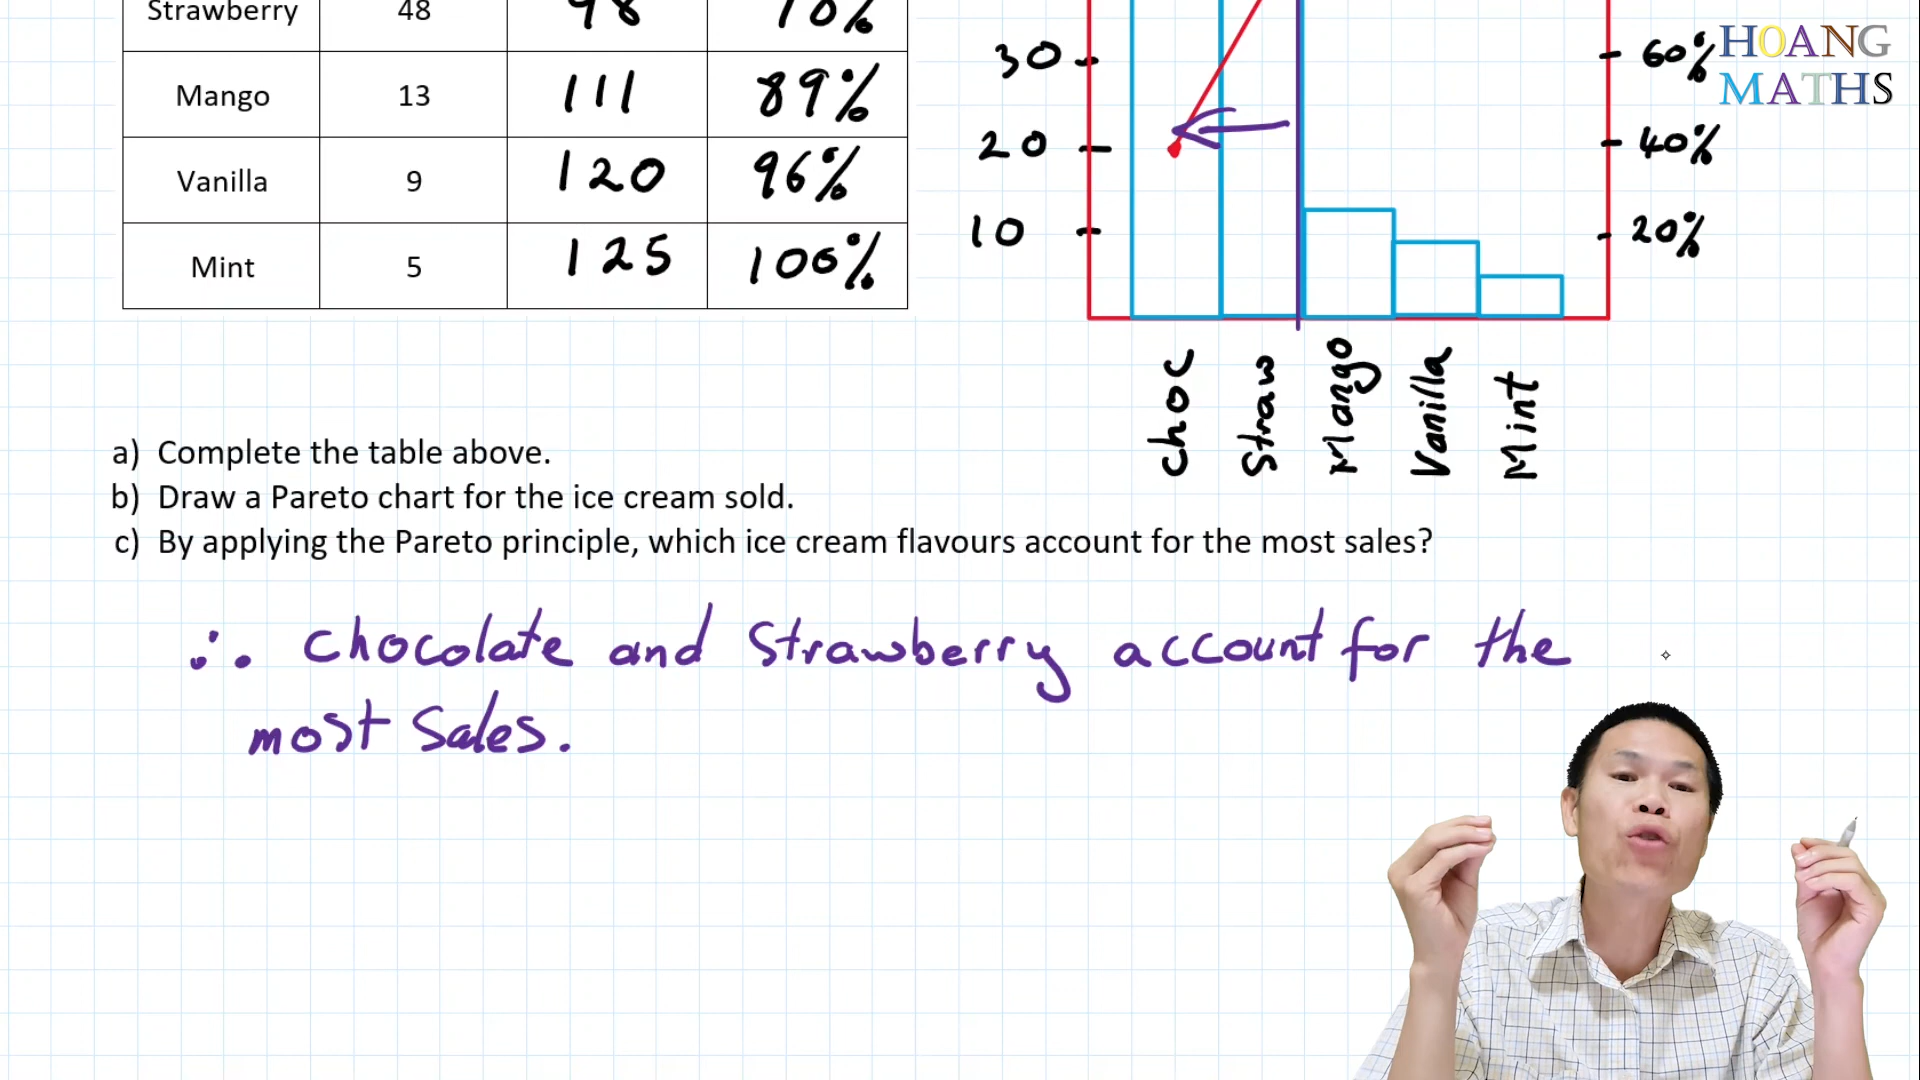 Strawberry 48 98 78%
Mango 13 111 89%
Vanilla 9 120 96%
Mint 5 125 100%
30
20
10
60%
40%
20%
Choc Straw Mango Vanilla Mint
HOANG
MATHS
a) Complete the table above.
b) Draw a Pareto chart for the ice cream sold.
c) By applying the Pareto principle, which ice cream flavours account for the most sales?
∴ Chocolate and Strawberry account for the
most Sales.